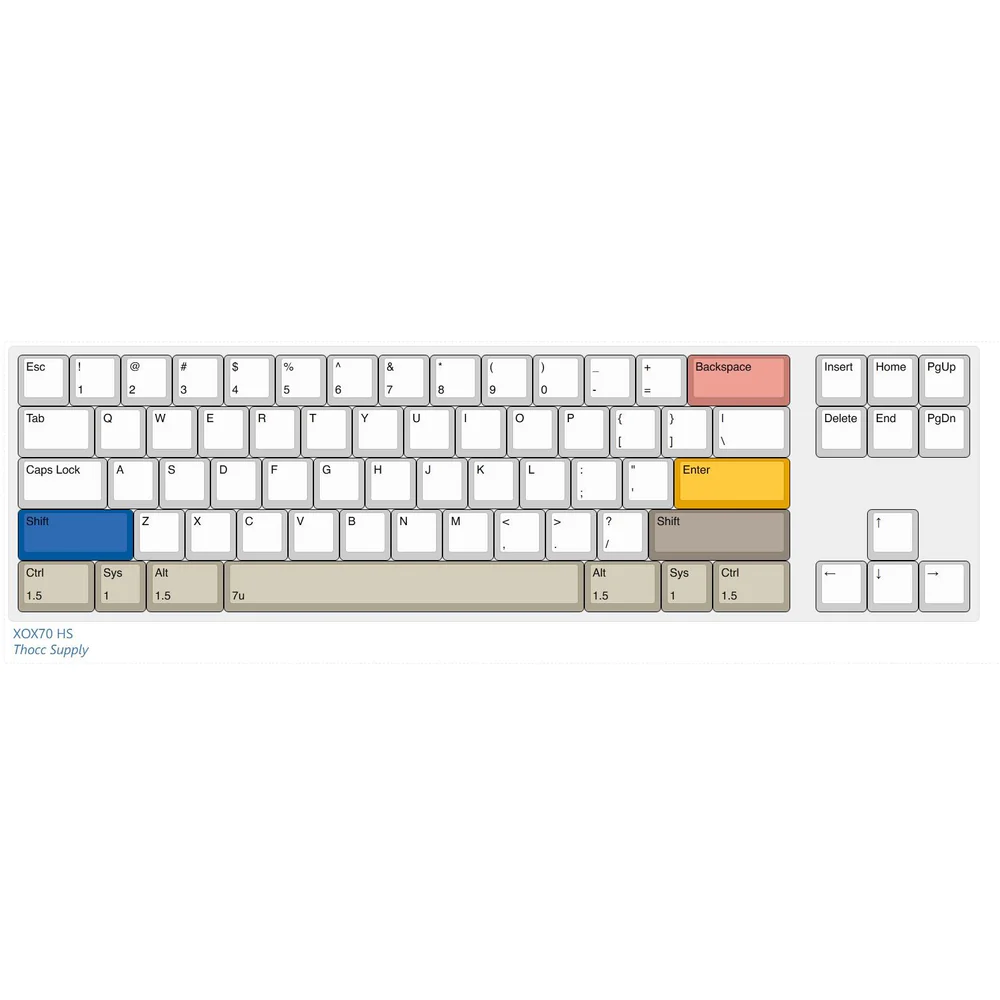 Esc ! @ # $ % ^ & * ( ) _ + Backspace Insert Home PgUp
1 2 3 4 5 6 7 8 9 0 - =
Tab Q W E R T Y U I O P { } | Delete End PgDn
[ ] \
Caps Lock A S D F G H J K L : " Enter
; '
Shift Z X C V B N M < > ? Shift ↑
, . /
Ctrl Sys Alt Alt Sys Ctrl ← ↓ →
1.5 1 1.5 7u 1.5 1 1.5
XOX70 HS
Thocc Supply